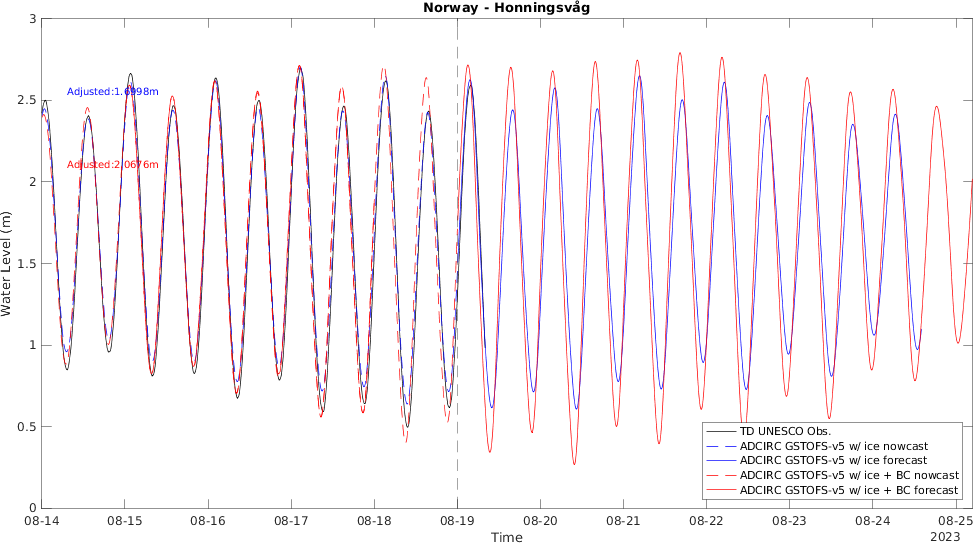 Norway - Honningsvåg
3
2.5
2
1.5
1
0.5
0
Water Level (m)
Adjusted:1.6998m
Adjusted:2.0676m
TD UNESCO Obs.
ADCIRC GSTOFS-v5 w/ ice nowcast
ADCIRC GSTOFS-v5 w/ ice forecast
ADCIRC GSTOFS-v5 w/ ice + BC nowcast
ADCIRC GSTOFS-v5 w/ ice + BC forecast
08-14 08-15 08-16 08-17 08-18 08-19 08-20 08-21 08-22 08-23 08-24 08-25
2023
Time